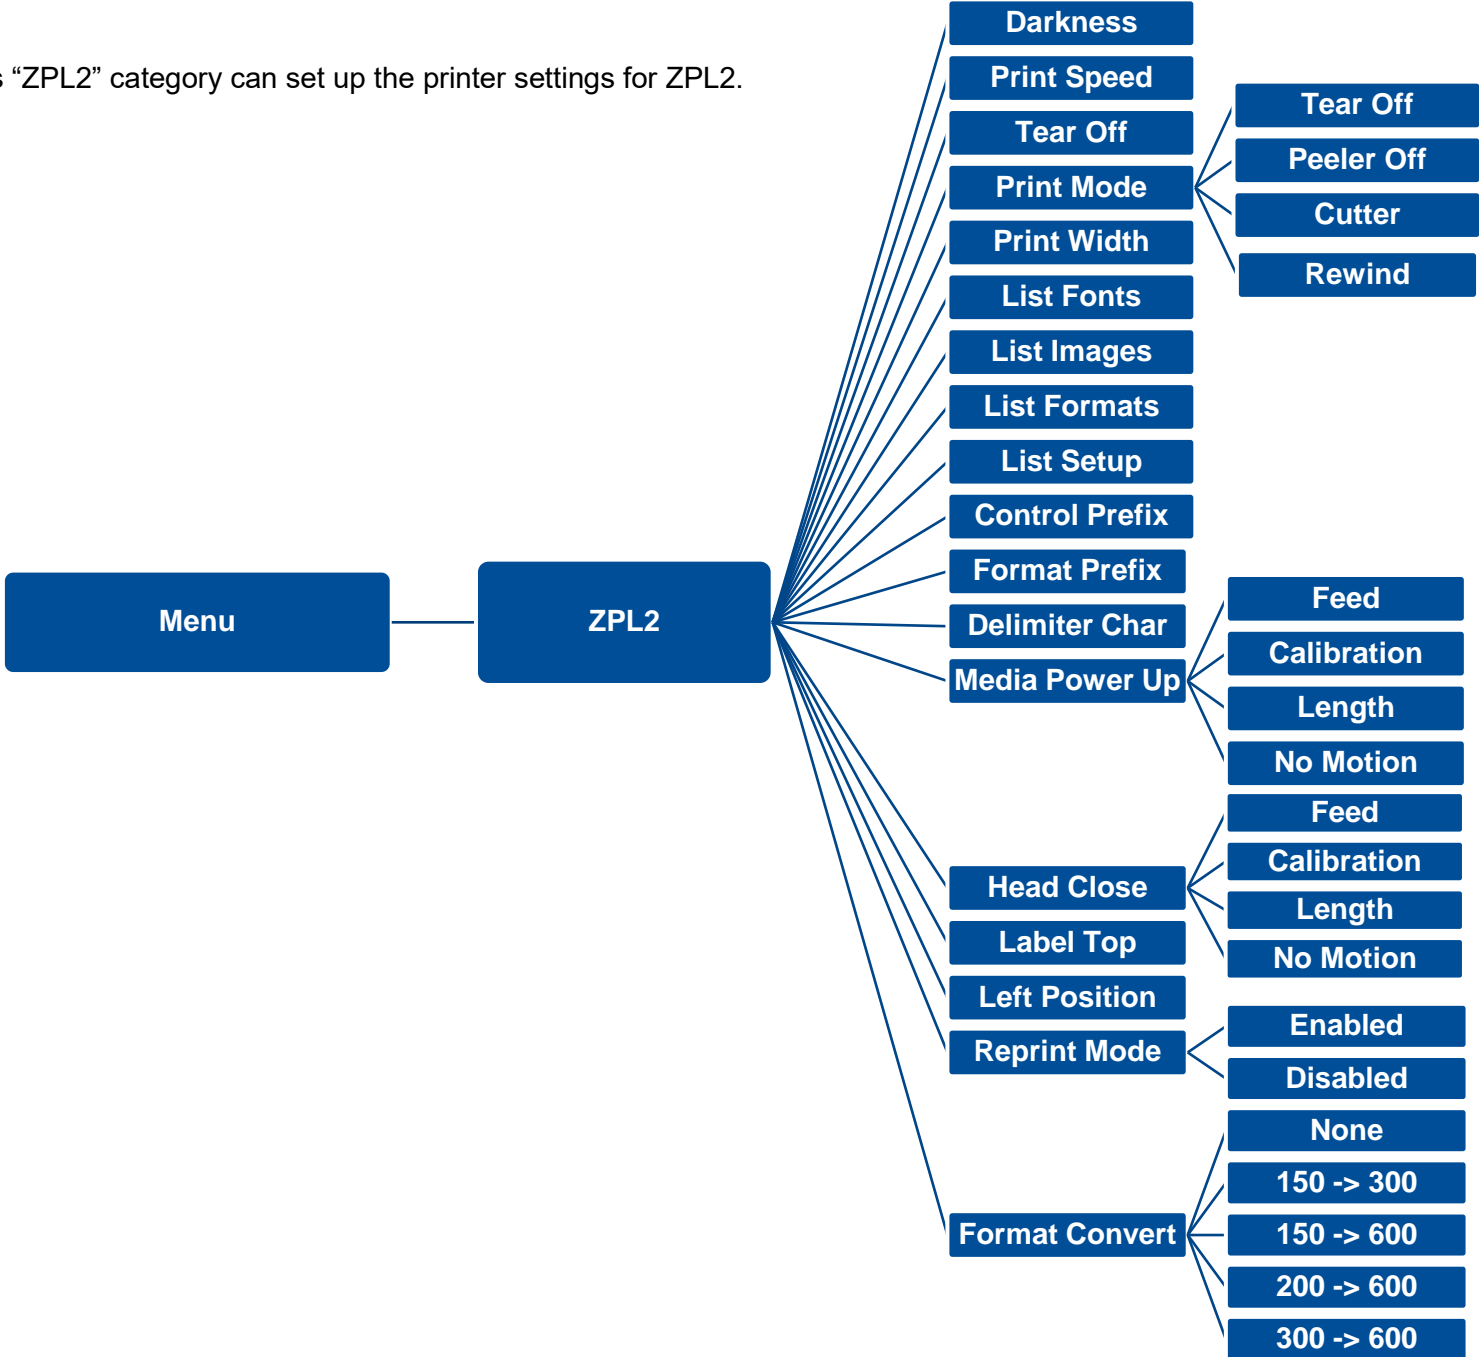 “ZPL2” category can set up the printer settings for ZPL2.
Menu
ZPL2
Darkness
Print Speed
Tear Off
Print Mode
Tear Off
Peeler Off
Cutter
Rewind
Print Width
List Fonts
List Images
List Formats
List Setup
Control Prefix
Format Prefix
Delimiter Char
Media Power Up
Feed
Calibration
Length
No Motion
Head Close
Feed
Calibration
Length
No Motion
Label Top
Left Position
Reprint Mode
Enabled
Disabled
Format Convert
None
150 -> 300
150 -> 600
200 -> 600
300 -> 600